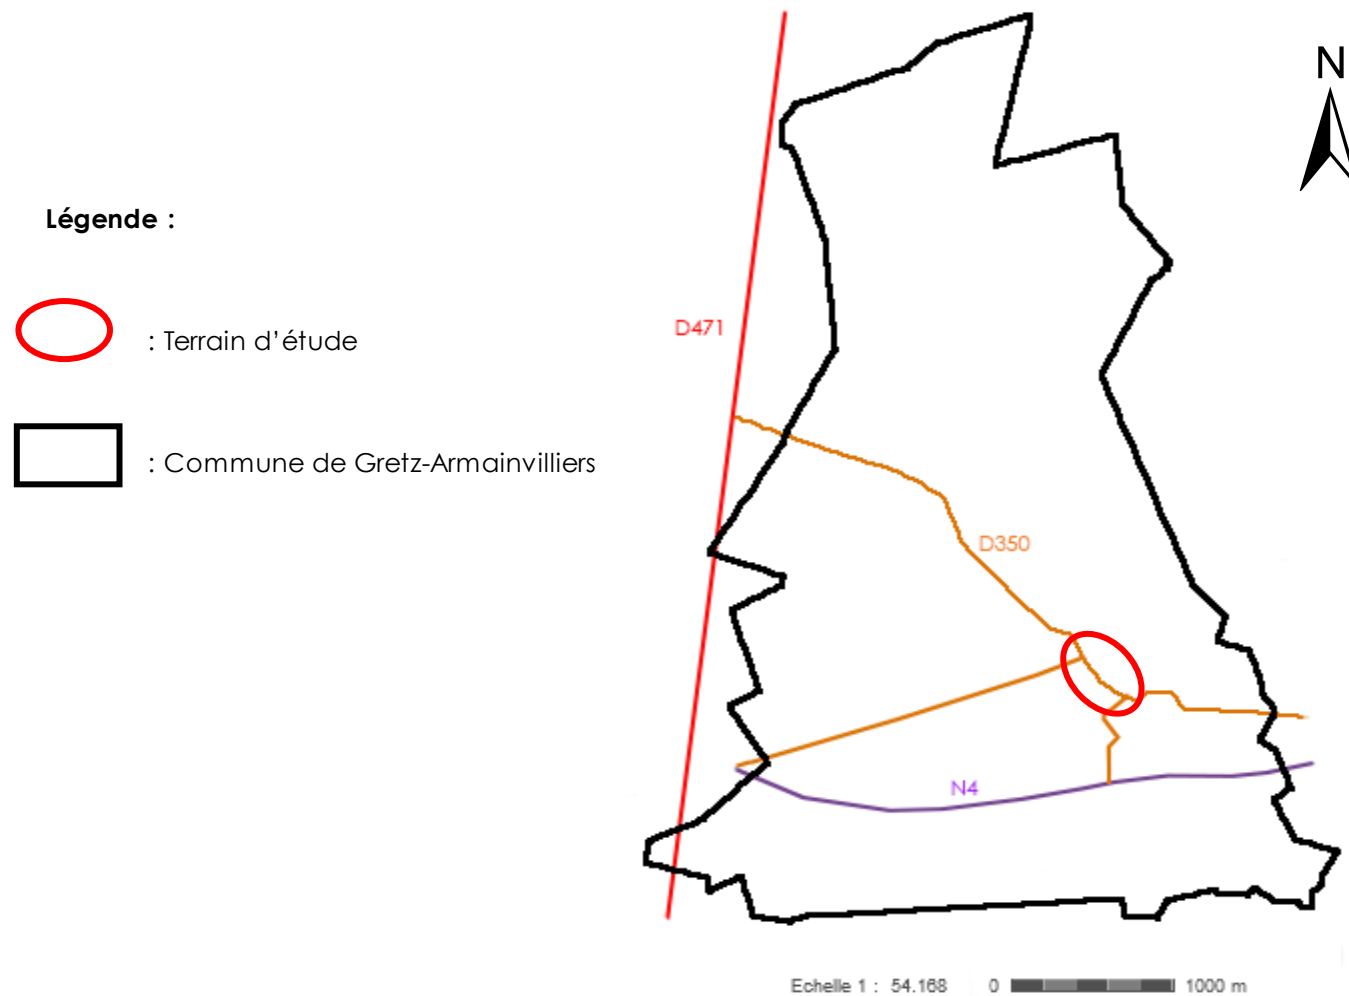 N
Légende :
D471
: Terrain d’étude
: Commune de Gretz-Armainvilliers
D350
N4
Echelle 1 : 54.168 0 1000 m